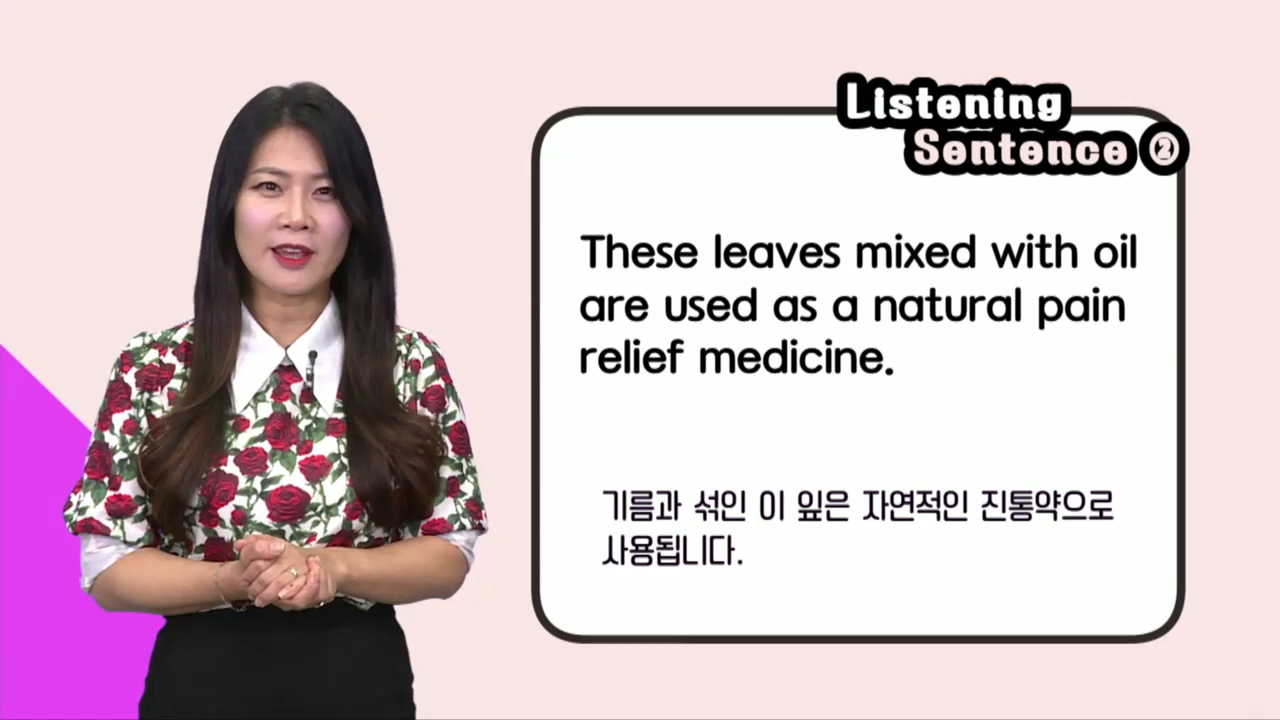 Listening
Sentence ②
These leaves mixed with oil
are used as a natural pain
relief medicine.
기름과 섞인 이 잎은 자연적인 진통약으로
사용됩니다.